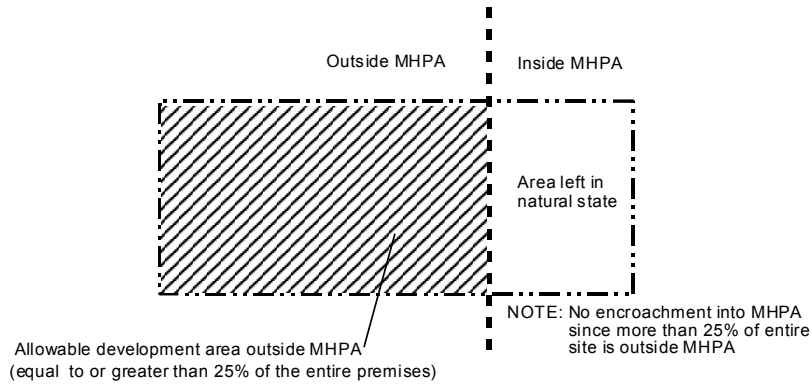 Outside MHPA
Inside MHPA
Area left in
natural state
NOTE: No encroachment into MHPA
since more than 25% of entire
site is outside MHPA
Allowable development area outside MHPA
(equal to or greater than 25% of the entire premises)